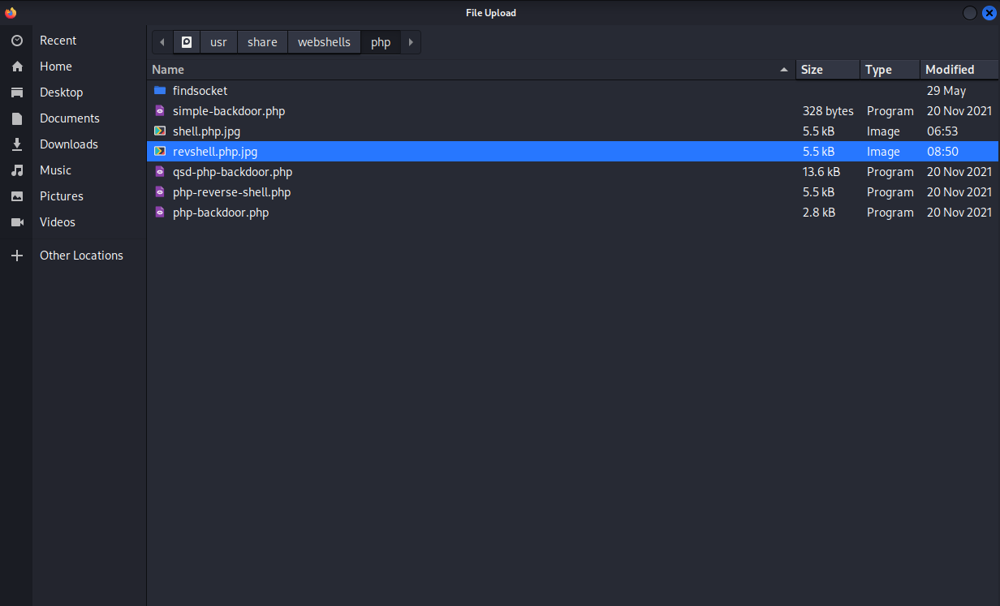 File Upload
Recent
Home
Desktop
Documents
Downloads
Music
Pictures
Videos
Other Locations
usr share webshells php
Name Size Type Modified
findsocket 29 May
simple-backdoor.php 328 bytes Program 20 Nov 2021
shell.php.jpg 5.5 kB Image 06:53
revshell.php.jpg 5.5 kB Image 08:50
qsd-php-backdoor.php 13.6 kB Program 20 Nov 2021
php-reverse-shell.php 5.5 kB Program 20 Nov 2021
php-backdoor.php 2.8 kB Program 20 Nov 2021